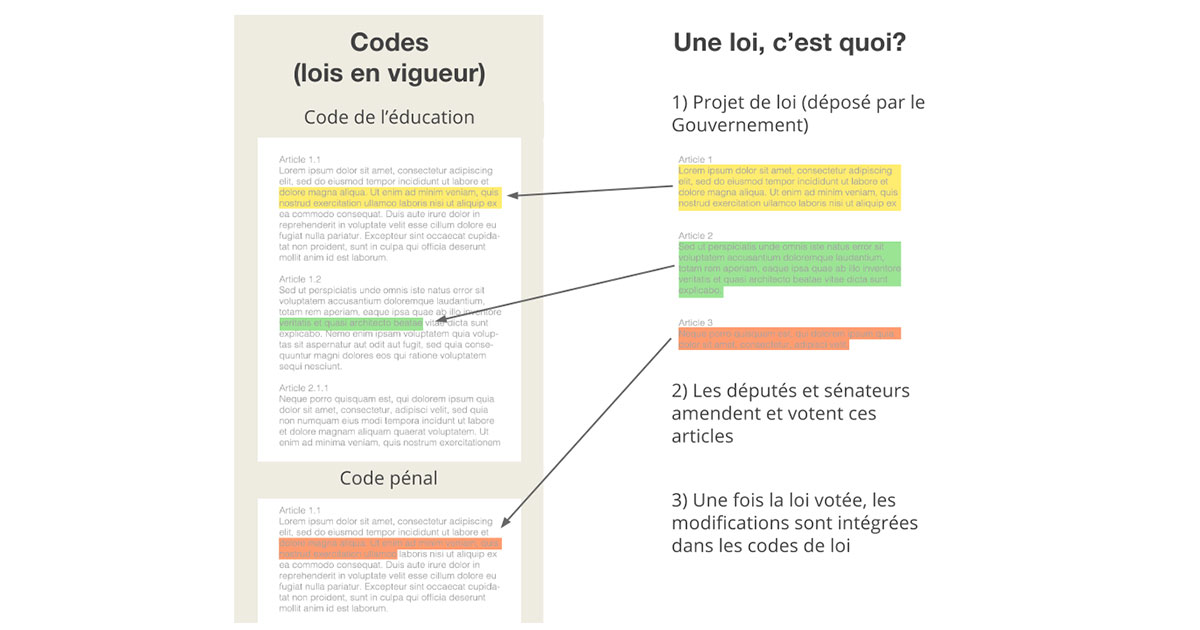 Codes
(lois en vigueur)
Code de l’éducation
Article 1.1
Lorem ipsum dolor sit amet, consectetur adipiscing
elit, sed do eiusmod tempor incididunt ut labore et
dolore magna aliqua. Ut enim ad minim veniam, quis
nostrud exercitation ullamco laboris nisi ut aliquip ex
ea commodo consequat. Duis aute irure dolor in
reprehenderit in voluptate velit esse cillum dolore eu
fugiat nulla pariatur. Excepteur sint occaecat cupida-
tat non proident, sunt in culpa qui officia deserunt
mollit anim id est laborum.
Article 1.2
Sed ut perspiciatis unde omnis iste natus error sit
voluptatem accusantium doloremque laudantium,
totam rem aperiam, eaque ipsa quae ab illo inventore
veritatis et quasi architecto beatae vitae dicta sunt
explicabo. Nemo enim ipsam voluptatem quia volup-
tas sit aspernatur aut odit aut fugit, sed quia conse-
quuntur magni dolores eos qui ratione voluptatem
sequi nesciunt.
Article 2.1.1
Neque porro quisquam est, qui dolorem ipsum quia
dolor sit amet, consectetur, adipisci velit, sed quia
non numquam eius modi tempora incidunt ut labore
et dolore magnam aliquam quaerat voluptatem. Ut
enim ad minima veniam, quis nostrum exercitationem
Code pénal
Article 1.1
Lorem ipsum dolor sit amet, consectetur adipiscing
elit, sed do eiusmod tempor incididunt ut labore et
dolore magna aliqua. Ut enim ad minim veniam, quis
nostrud exercitation ullamco laboris nisi ut aliquip ex
ea commodo consequat. Duis aute irure dolor in
reprehenderit in voluptate velit esse cillum dolore eu
fugiat nulla pariatur. Excepteur sint occaecat cupida-
tat non proident, sunt in culpa qui officia deserunt
mollit anim id est laborum.
Une loi, c’est quoi?
1) Projet de loi (déposé par le
Gouvernement)
Article 1
Lorem ipsum dolor sit amet, consectetur adipiscing
elit, sed do eiusmod tempor incididunt ut labore et
dolore magna aliqua. Ut enim ad minim veniam, quis
nostrud exercitation ullamco laboris nisi ut aliquip ex
Article 2
Sed ut perspiciatis unde omnis iste natus error sit
voluptatem accusantium doloremque laudantium,
totam rem aperiam, eaque ipsa quae ab illo inventore
veritatis et quasi architecto beatae vitae dicta sunt
explicabo.
Article 3
Neque porro quisquam est, qui dolorem ipsum quia
dolor sit amet, consectetur, adipisci velit,
2) Les députés et sénateurs
amendent et votent ces
articles
3) Une fois la loi votée, les
modifications sont intégrées
dans les codes de loi